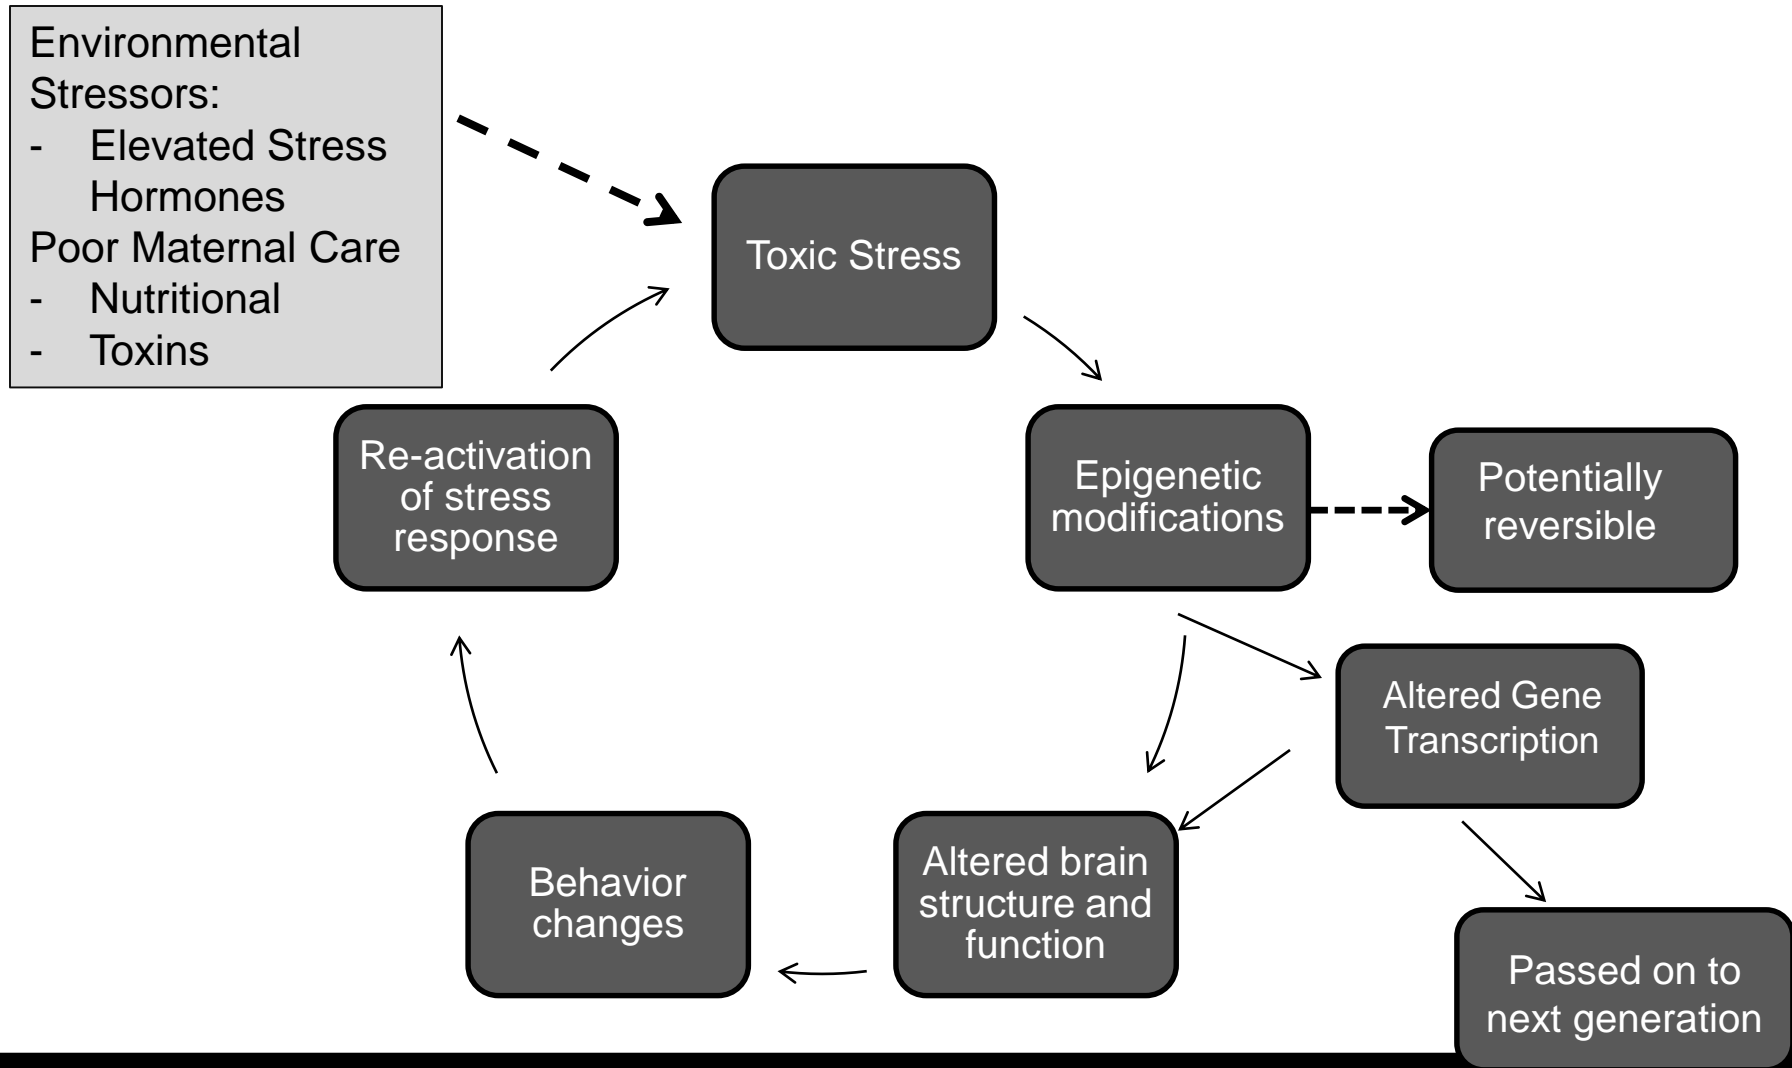 Environmental
Stressors:
- Elevated Stress
Hormones
Poor Maternal Care
- Nutritional
- Toxins
Toxic Stress
Epigenetic
modifications
Potentially
reversible
Altered Gene
Transcription
Passed on to
next generation
Altered brain
structure and
function
Behavior
changes
Re-activation
of stress
response